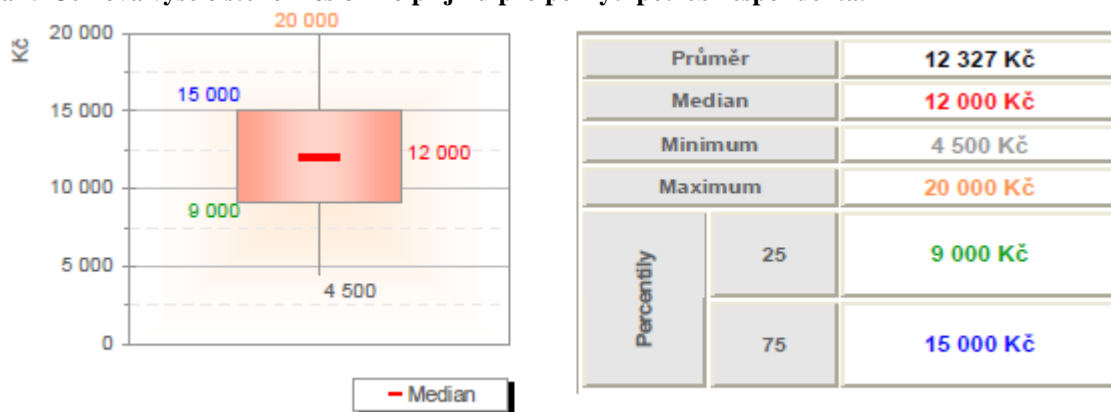 20 000
Kč
20 000
15 000
15 000
12 000
10 000
9 000
5 000
4 500
0
Median
Průměr 12 327 Kč
Median 12 000 Kč
Minimum 4 500 Kč
Maximum 20 000 Kč
Percentily
25 9 000 Kč
75 15 000 Kč